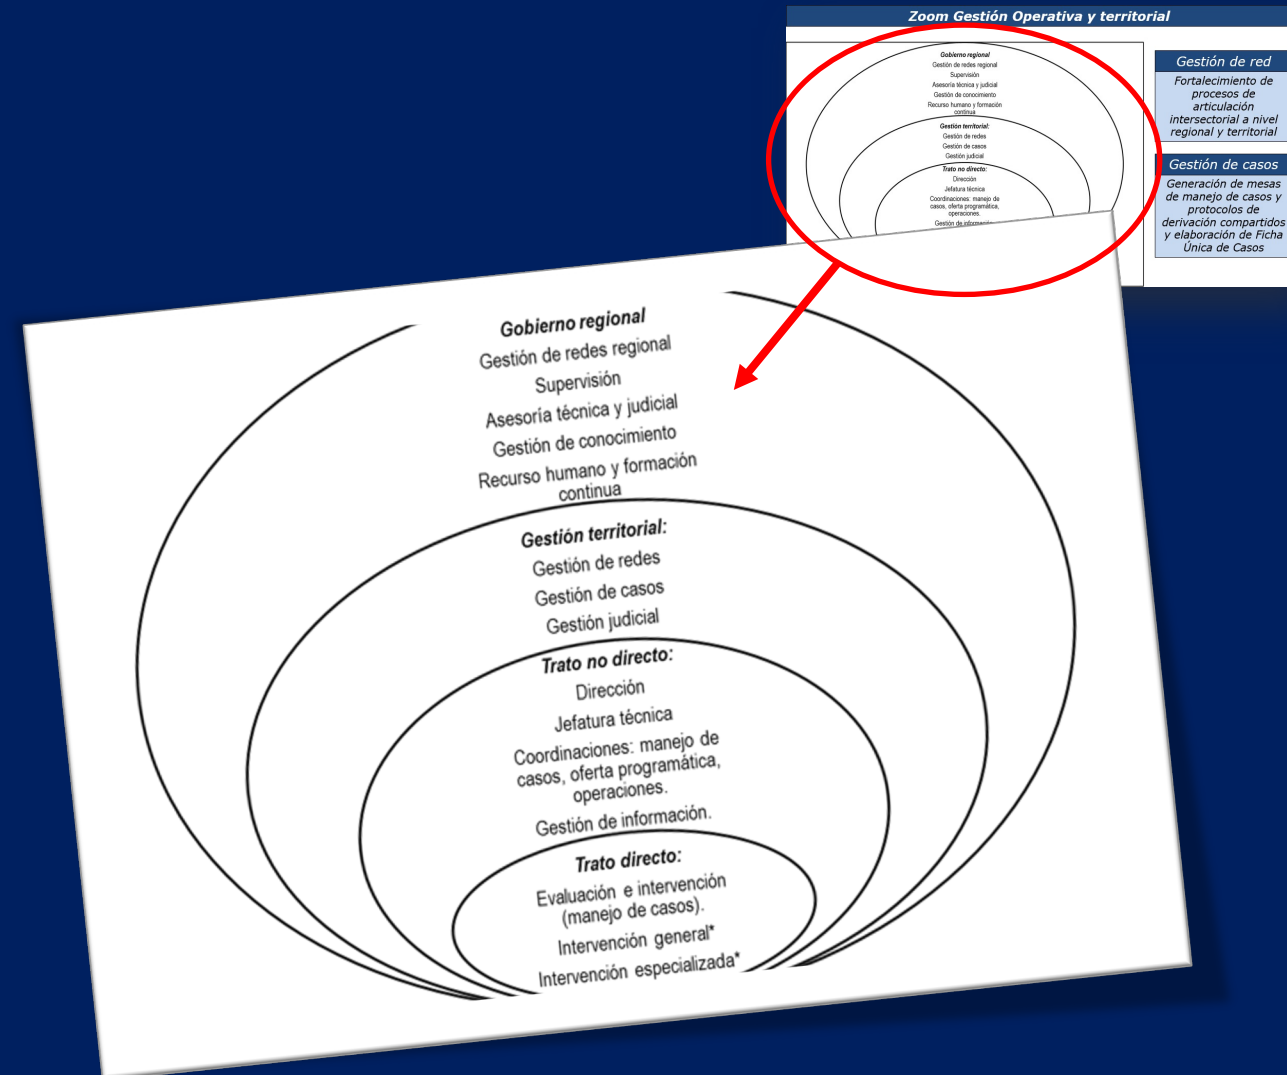 Zoom Gestión Operativa y territorial
Gobierno regional
Gestión de redes regional
Supervisión
Asesoría técnica y judicial
Gestión de conocimiento
Recurso humano y formación
continua
Gestión territorial:
Gestión de redes
Gestión de casos
Gestión judicial
Trato no directo:
Dirección
Jefatura técnica
Coordinaciones: manejo de
casos, oferta programática,
operaciones.
Gestión de información
Gestión de red
Fortalecimiento de
procesos de
articulación
intersectorial a nivel
regional y territorial
Gestión de casos
Generación de mesas
de manejo de casos y
protocolos de
derivación compartidos
y elaboración de Ficha
Única de Casos
Gobierno regional
Gestión de redes regional
Supervisión
Asesoría técnica y judicial
Gestión de conocimiento
Recurso humano y formación
continua
Gestión territorial:
Gestión de redes
Gestión de casos
Gestión judicial
Trato no directo:
Dirección
Jefatura técnica
Coordinaciones: manejo de
casos, oferta programática,
operaciones.
Gestión de información.
Trato directo:
Evaluación e intervención
(manejo de casos).
Intervención general*
Intervención especializada*